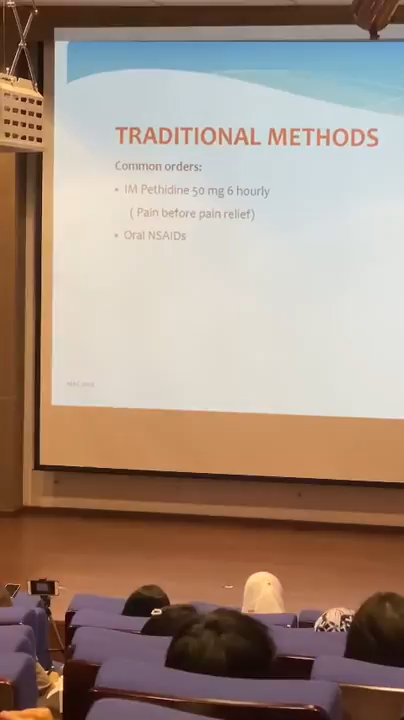 TRADITIONAL METHODS
Common orders:
• IM Pethidine 50 mg 6 hourly
( Pain before pain relief)
• Oral NSAIDs